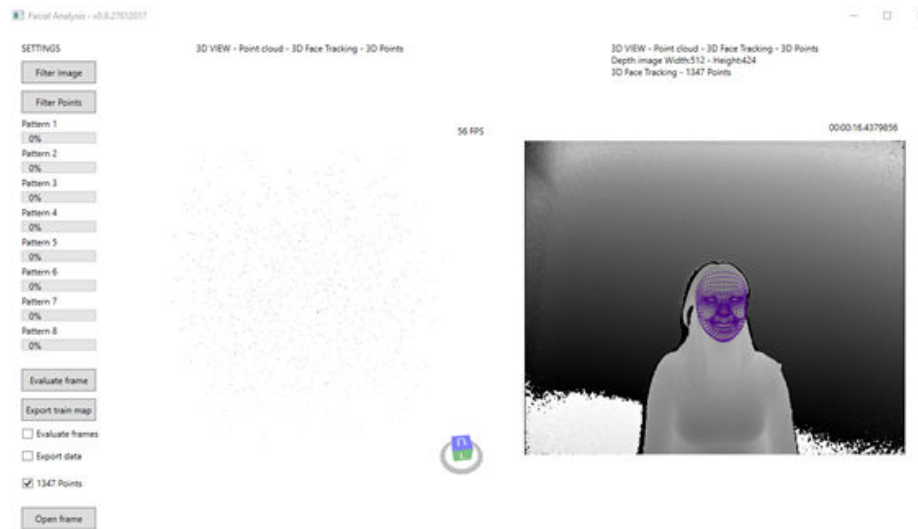 Facial Analysis - v0.8.27012017
SETTINGS
Filter Image
Filter Points
Pattern 1
0%
Pattern 2
0%
Pattern 3
0%
Pattern 4
0%
Pattern 5
0%
Pattern 6
0%
Pattern 7
0%
Pattern 8
0%
Evaluate frame
Export train map
Evaluate frames
Export data
1347 Points
Open frame
3D VIEW - Point cloud - 3D Face Tracking - 3D Points
56 FPS
3D VIEW - Point cloud - 3D Face Tracking - 3D Points
Depth image Width:512 - Height:424
3D Face Tracking - 1347 Points
00:00:16.4379856